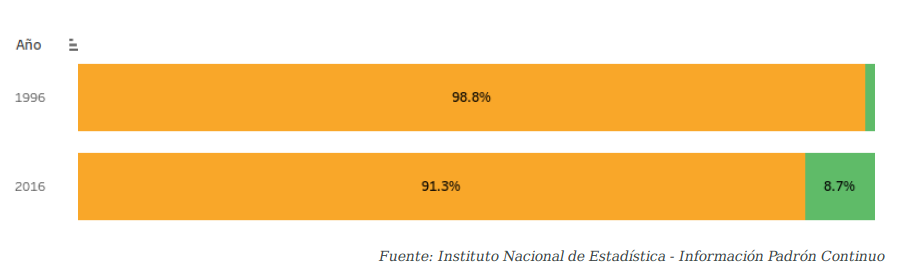 Año
1996
98.8%
2016
91.3%
8.7%
Fuente: Instituto Nacional de Estadística - Información Padrón Continuo